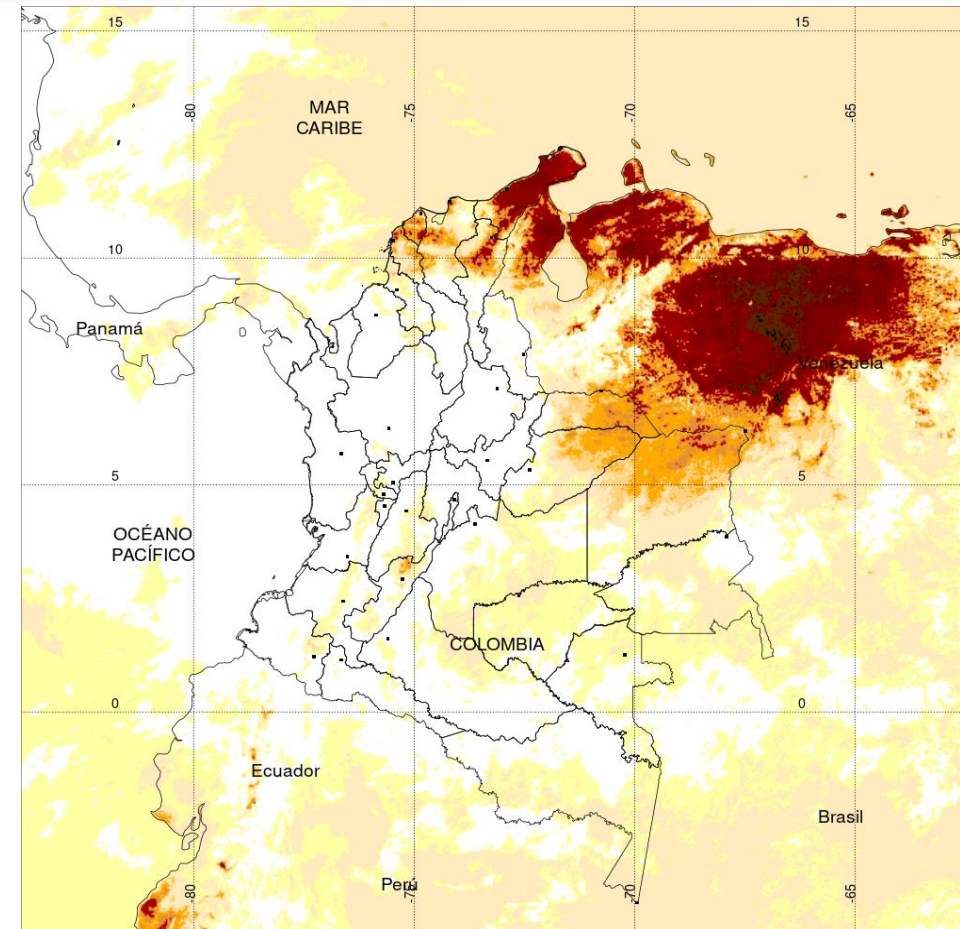 15
15
-80
-75
-70
-65
MAR
CARIBE
10
10
Panamá
Venezuela
5
5
OCÉANO
PACÍFICO
COLOMBIA
0
0
Ecuador
Brasil
Perú
-80
-75
-70
-65